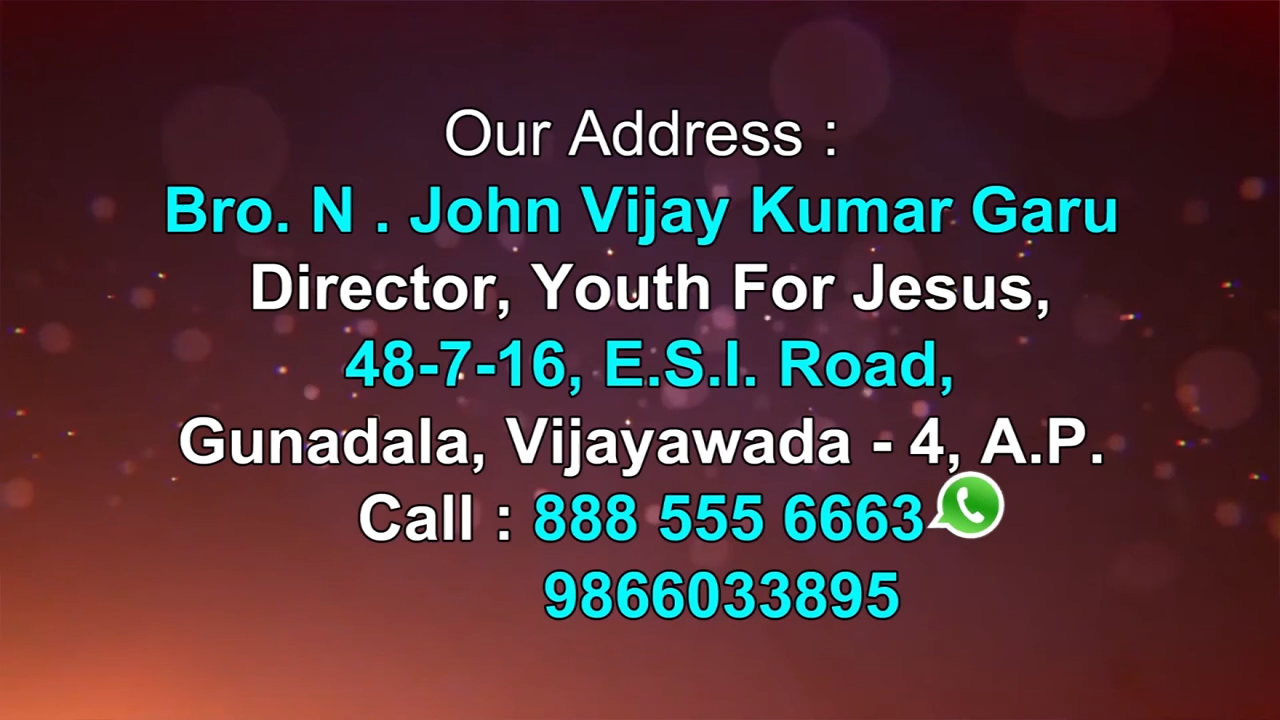 Our Address :
Bro. N . John Vijay Kumar Garu
Director, Youth For Jesus,
48-7-16, E.S.I. Road,
Gunadala, Vijayawada - 4, A.P.
Call : 888 555 6663
9866033895